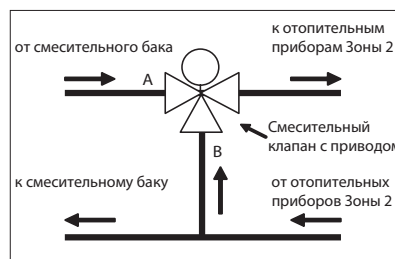 к отопительным
приборам Зоны 2
от смесительного бака
A
Смесительный
клапан с приводом
B
к смесительному баку
от отопительных
приборов Зоны 2